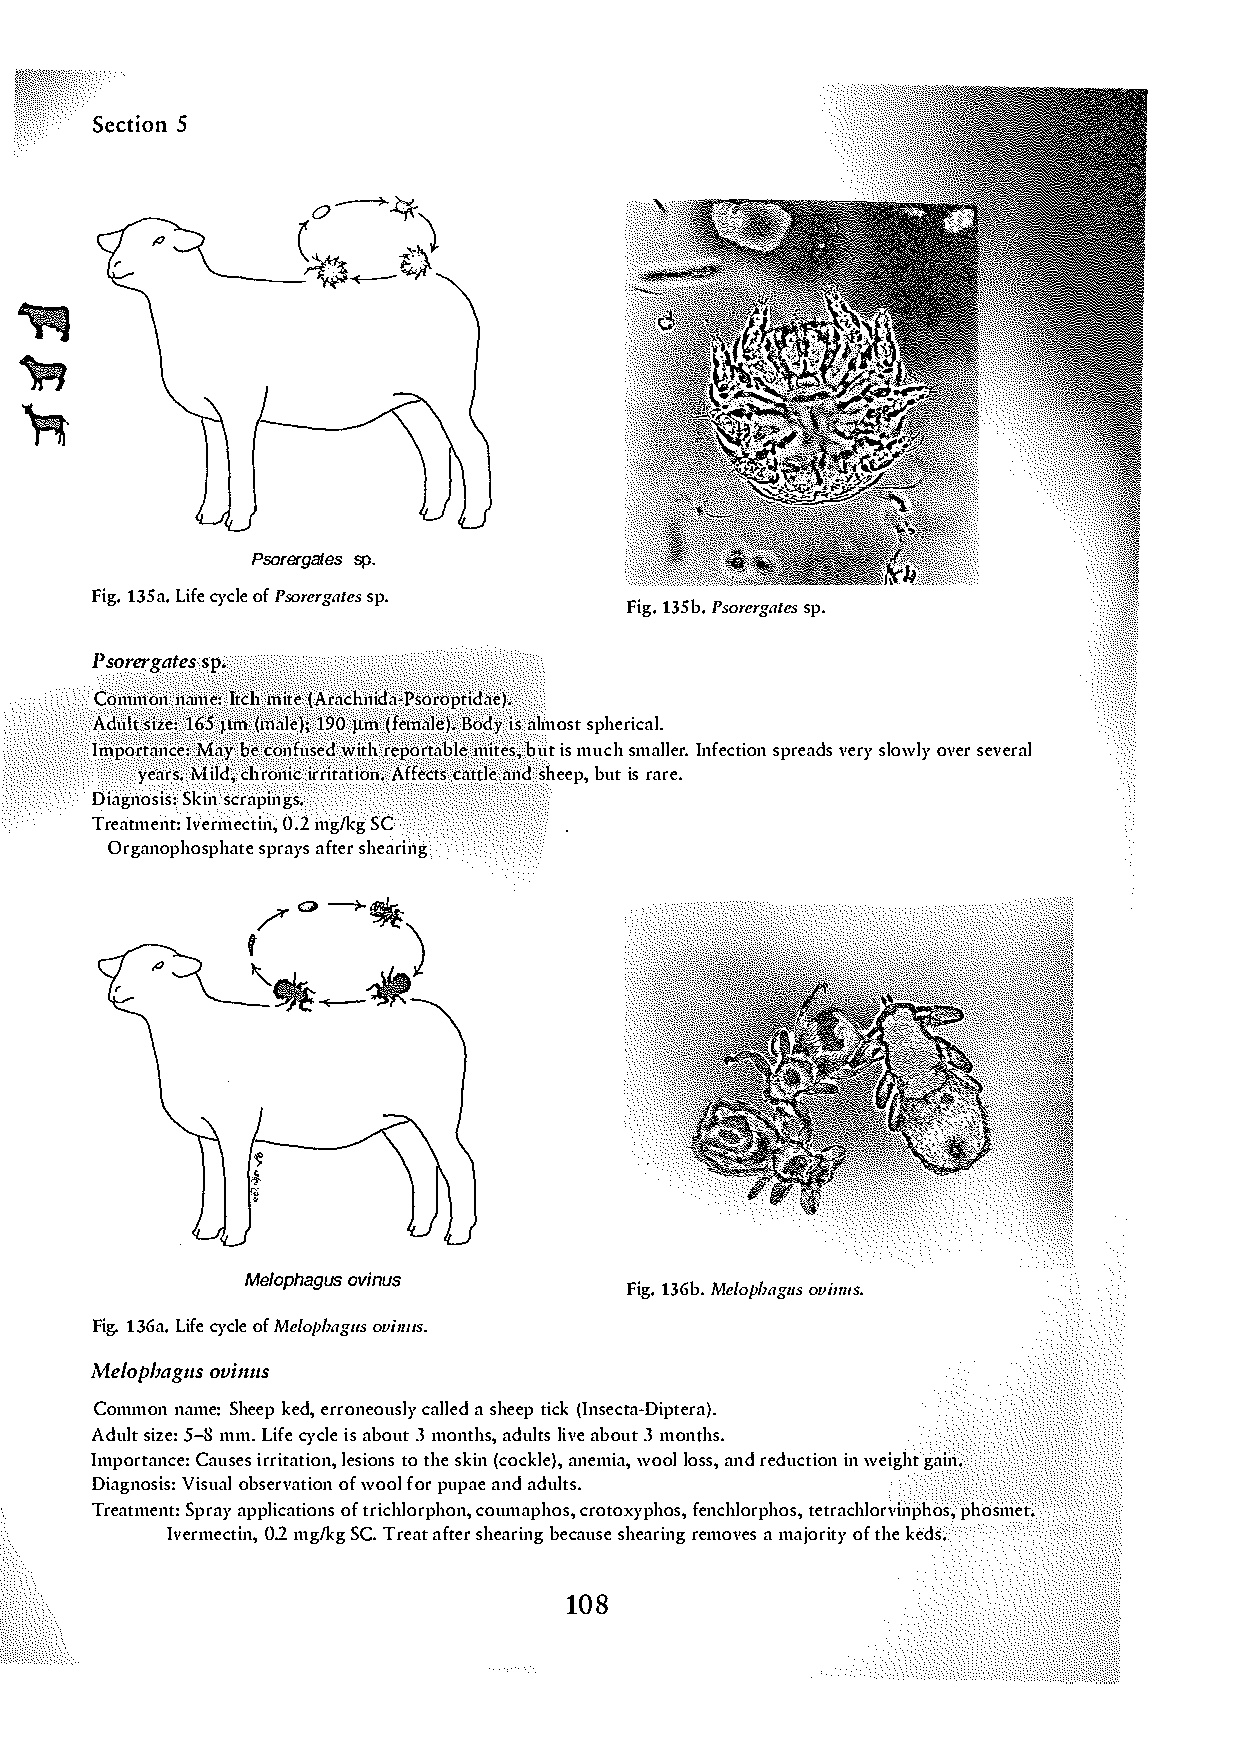 Section 5
Psorergates sp.
Fig. 135a. Life cycle of Psorergates sp.
Fig. 135b. Psorergates sp.
Psorergates sp.
Common name: Itch mite (Arachnida-Psoroptidae).
Adult size: 165 µm (male); 190 µm (female). Body is almost spherical.
Importance: May be confused with reportable mites, but is much smaller. Infection spreads very slowly over several
years. Mild, chronic irritation. Affects cattle and sheep, but is rare.
Diagnosis: Skin scrapings.
Treatment: Ivermectin, 0.2 mg/kg SC
Organophosphate sprays after shearing
Melophagus ovinus
Fig. 136b. Melophagus ovinus.
Fig. 136a. Life cycle of Melophagus ovinus.
Melophagus ovinus
Common name: Sheep ked, erroneously called a sheep tick (Insecta-Diptera).
Adult size: 5–8 mm. Life cycle is about 3 months, adults live about 3 months.
Importance: Causes irritation, lesions to the skin (cockle), anemia, wool loss, and reduction in weight gain.
Diagnosis: Visual observation of wool for pupae and adults.
Treatment: Spray applications of trichlorphon, coumaphos, crotoxyphos, fenchlorphos, tetrachlorvinphos, phosmet.
Ivermectin, 0.2 mg/kg SC. Treat after shearing because shearing removes a majority of the keds.
108